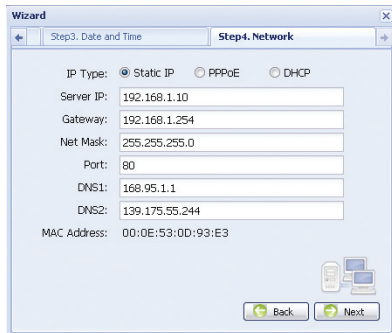 Wizard
Step3. Date and Time
Step4. Network
IP Type: Static IP PPPoE DHCP
Server IP: 192.168.1.10
Gateway: 192.168.1.254
Net Mask: 255.255.255.0
Port: 80
DNS1: 168.95.1.1
DNS2: 139.175.55.244
MAC Address: 00:0E:53:0D:93:E3
Back Next